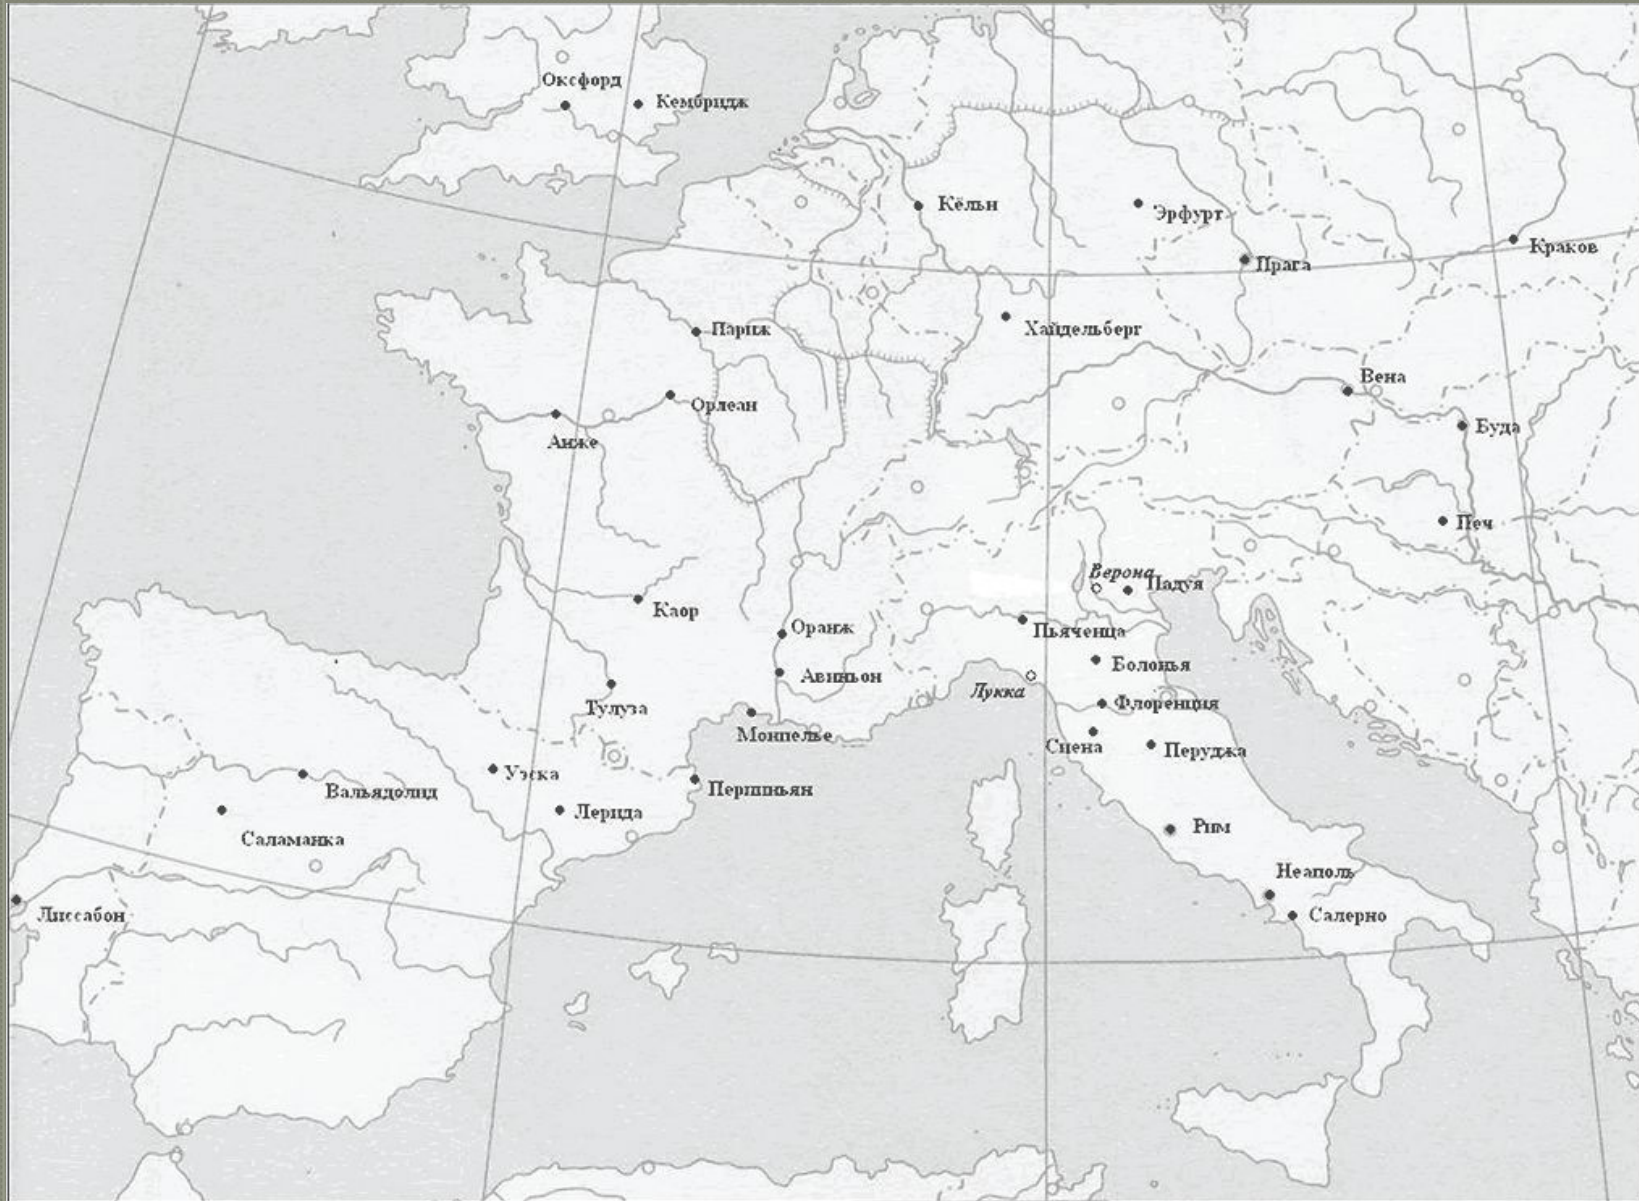 Оксфорд
Кембридж
Кёльн
Эрфурт
Краков
Прага
Париж
Хайдельберг
Вена
Орлеан
Буда
Анже
Печ
Верона
Падуя
Каор
Оранж
Пьяченца
Болонья
Авиньон
Лукка
Тулуза
Флоренция
Монпелье
Сиена
Перуджа
Уэска
Вальядолид
Перпиньян
Лерида
Саламанка
Рим
Неаполь
Лиссабон
Салерно